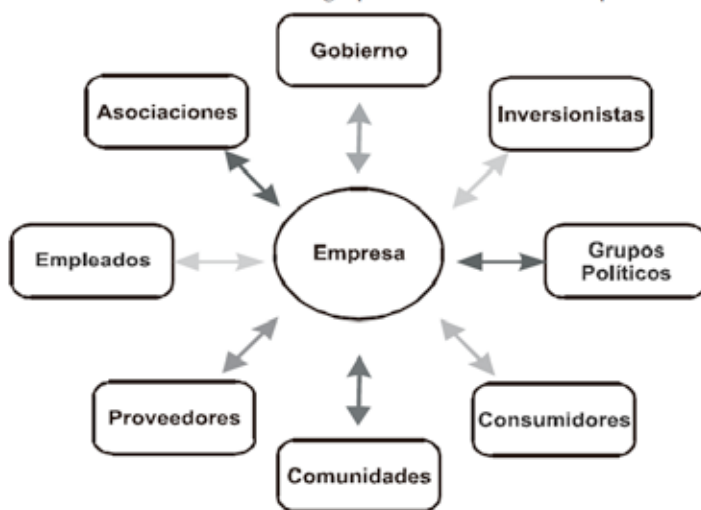 Gobierno
Asociaciones
Inversionistas
Empleados
Empresa
Grupos
Políticos
Proveedores
Consumidores
Comunidades